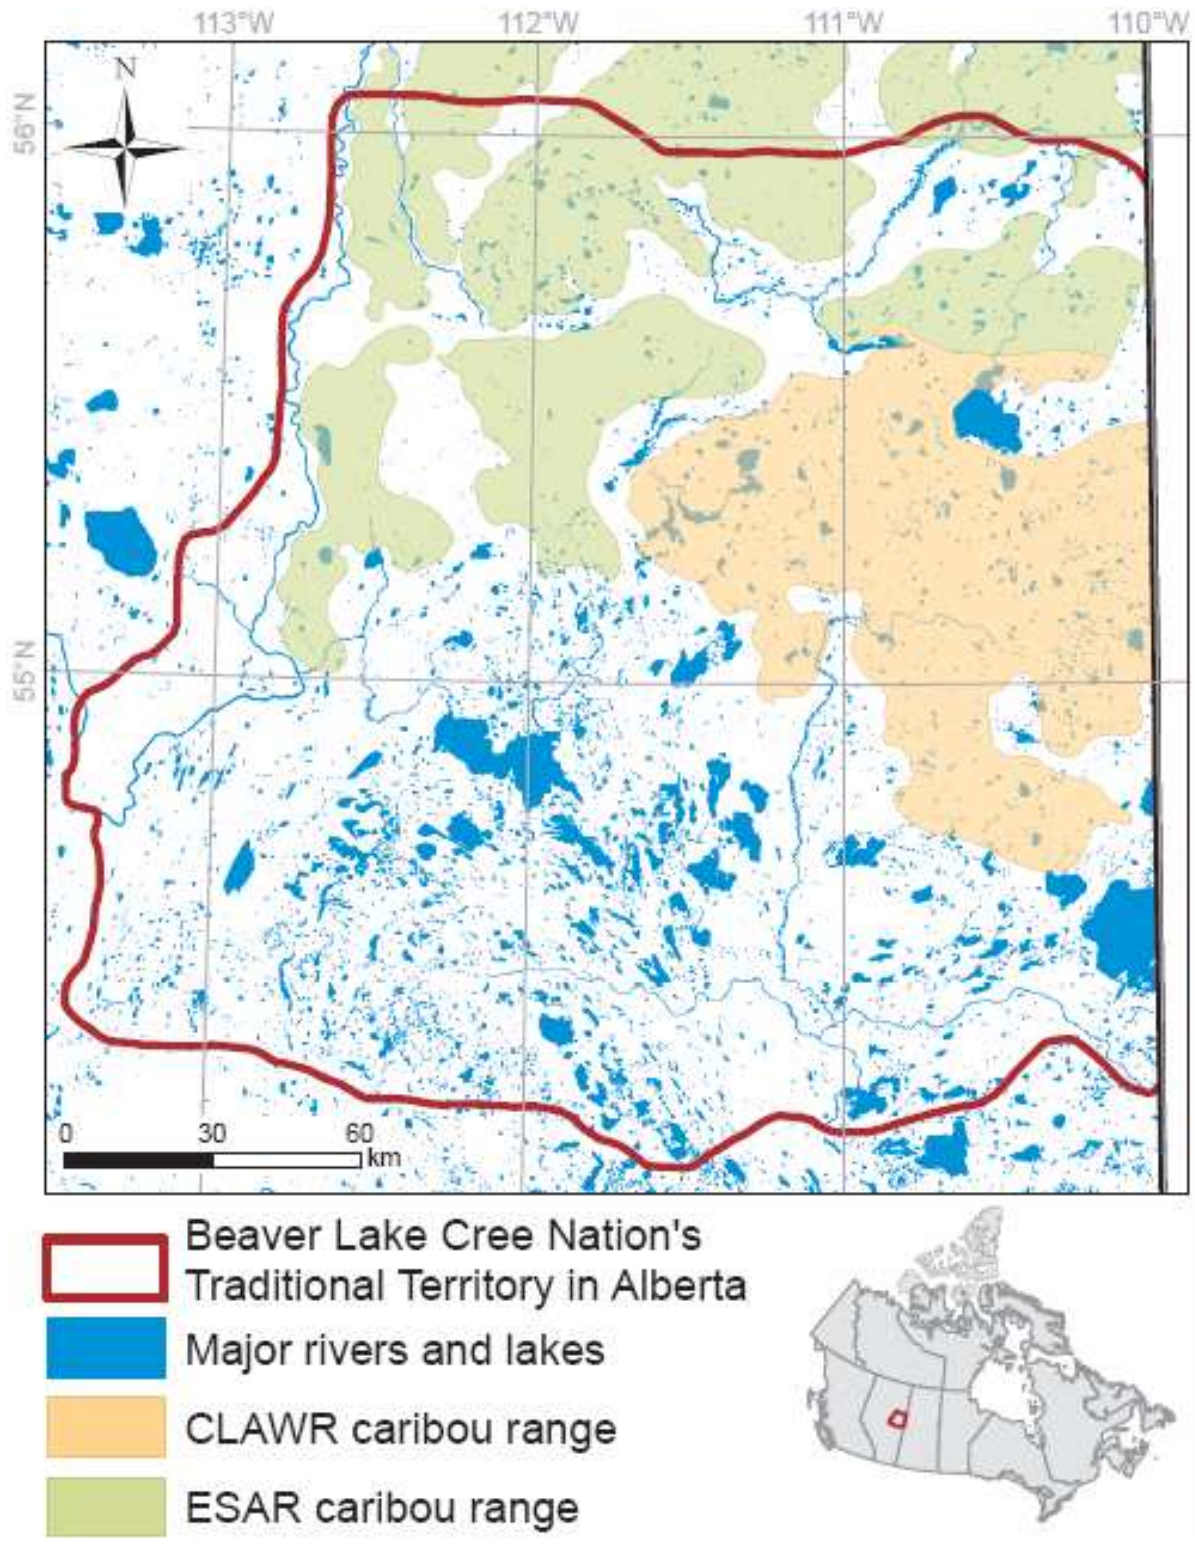 113°W 112°W 111°W 110°W
N
56°N
55°N
0 30 60
km
Beaver Lake Cree Nation's
Traditional Territory in Alberta
Major rivers and lakes
CLAWR caribou range
ESAR caribou range